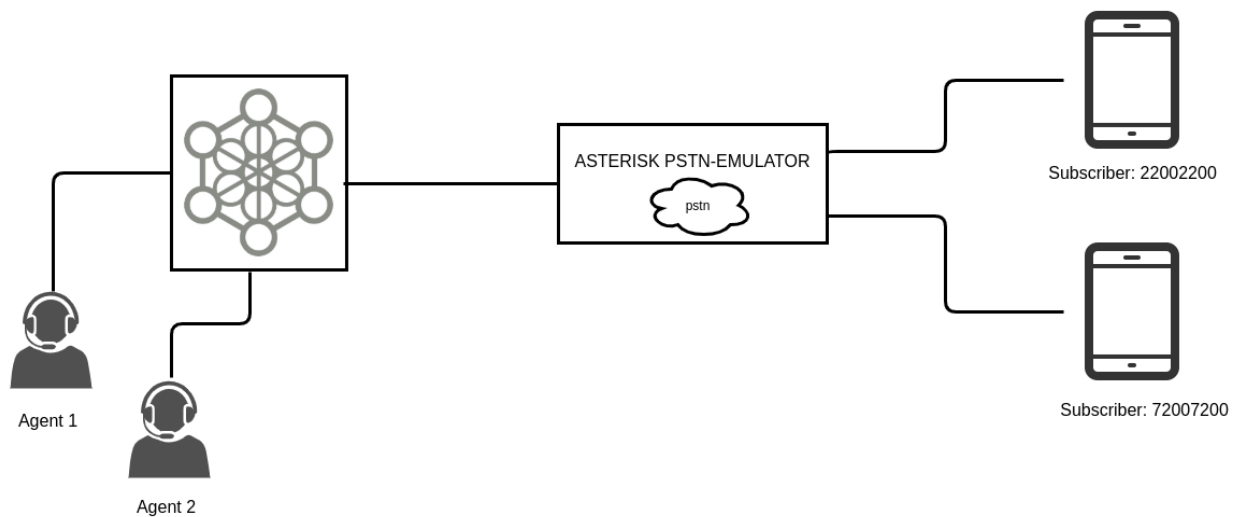 ASTERISK PSTN-EMULATOR
pstn
Subscriber: 22002200
Subscriber: 72007200
Agent 1
Agent 2